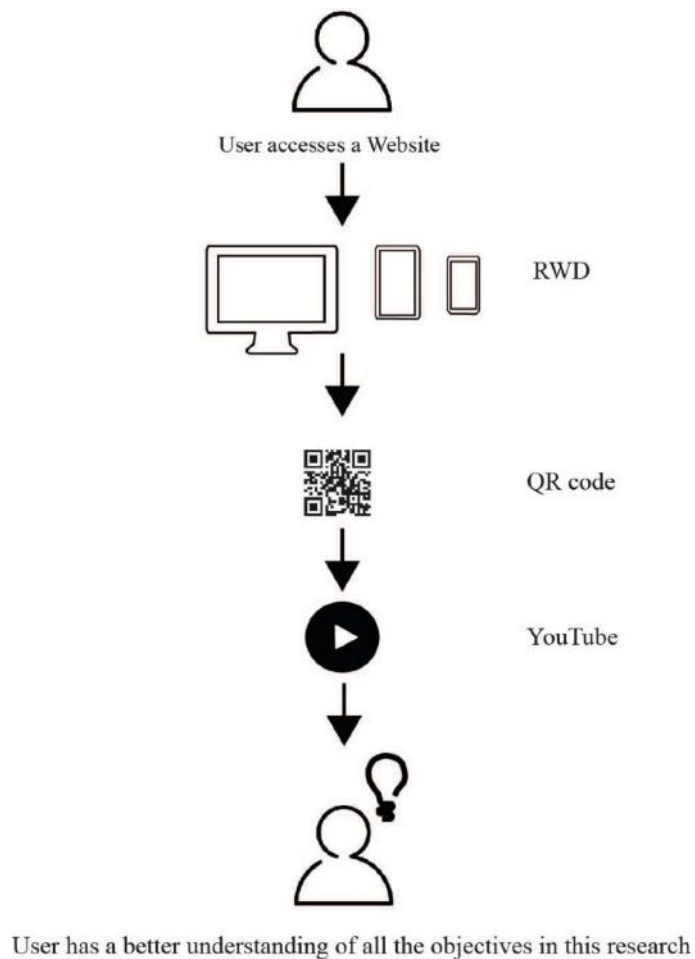 User accesses a Website
RWD
QR code
YouTube
User has a better understanding of all the objectives in this research